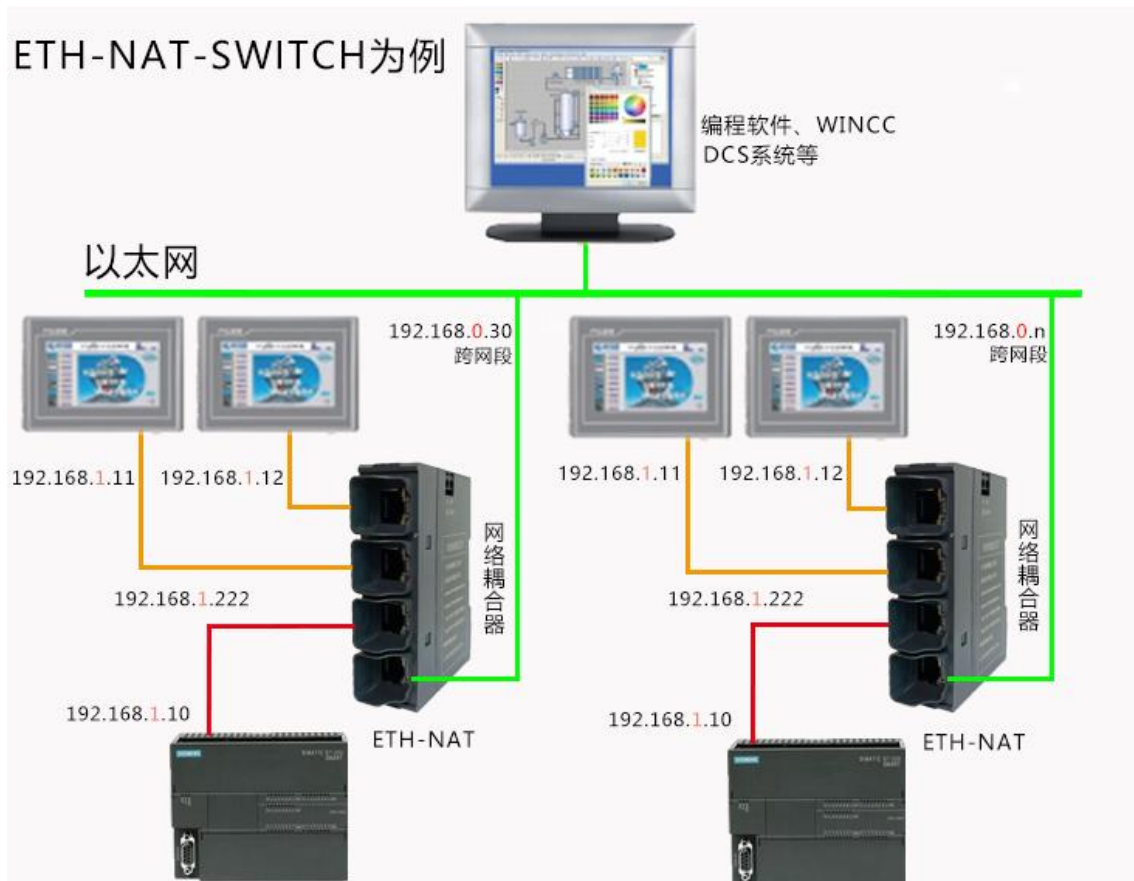 ETH-NAT-SWITCH为例
编程软件、WINCC
DCS系统等
以太网
192.168.0.30
跨网段
192.168.0.n
跨网段
192.168.1.11
192.168.1.12
192.168.1.11
192.168.1.12
网络耦合器
网络耦合器
192.168.1.222
192.168.1.222
192.168.1.10
192.168.1.10
ETH-NAT
ETH-NAT
SIEMENS
SIEMENS